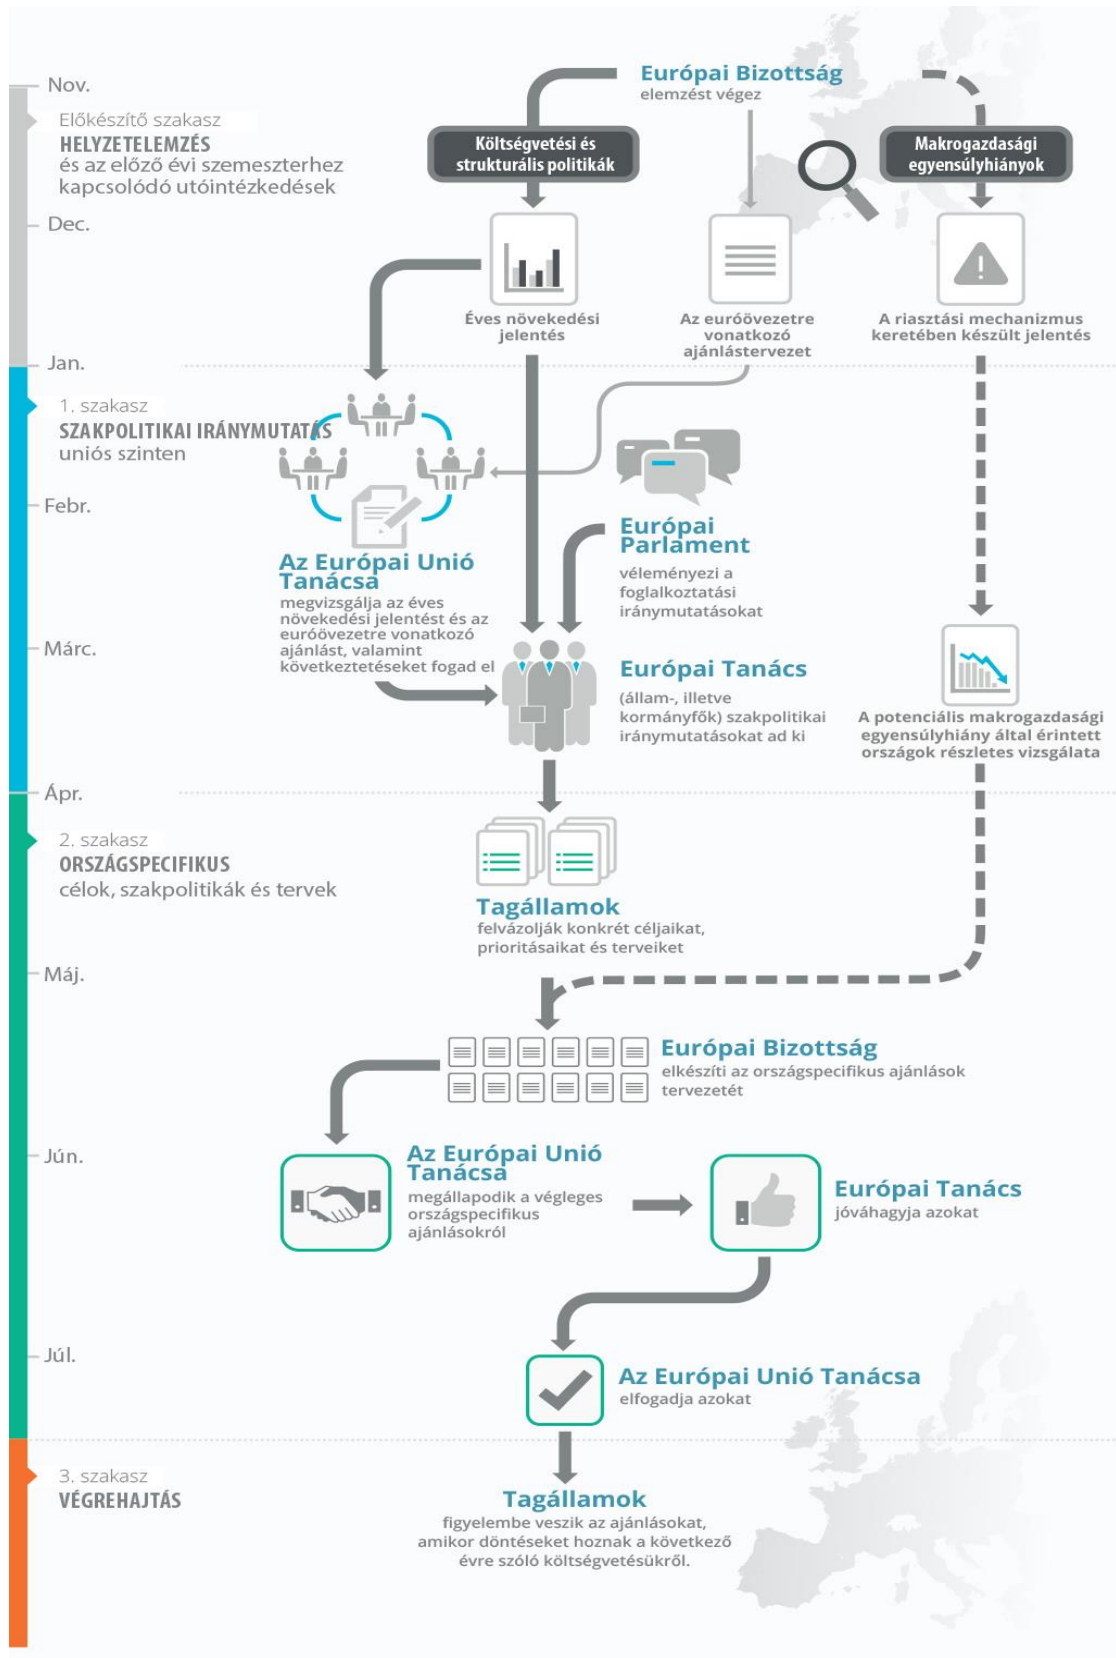 Nov.
Előkészítő szakasz
HELYZETELEMZÉS
és az előző évi szemeszterhez
kapcsolódó utóintézkedések
Európai Bizottság
elemzést végez
Költségvetési és
strukturális politikák
Makrogazdasági
egyensúlyhiányok
Dec.
Éves növekedési
jelentés
Az euróövezetre
vonatkozó
ajánlástervezet
A riasztási mechanizmus
keretében készült jelentés
Jan.
1. szakasz
SZAKPOLITIKAI IRÁNYMUTATÁS
uniós szinten
Febr.
Az Európai Unió
Tanácsa
megvizsgálja az éves
növekedési jelentést és az
euróövezetre vonatkozó
ajánlást, valamint
következtetéseket fogad el
Európai
Parlament
véleményezi a
foglalkoztatási
iránymutatásokat
Márc.
Európai Tanács
(állam-, illetve
kormányfők) szakpolitikai
iránymutatásokat ad ki
A potenciális makrogazdasági
egyensúlyhiány által érintett
országok részletes vizsgálata
Ápr.
2. szakasz
ORSZÁGSPECIFIKUS
célok, szakpolitikák és tervek
Tagállamok
felvázolják konkrét céljaikat,
prioritásaikat és terveiket
Máj.
Európai Bizottság
elkészíti az országspecifikus ajánlások
tervezetét
Jún.
Az Európai Unió
Tanácsa
megállapodik a végleges
országspecifikus
ajánlásokról
Európai Tanács
jóváhagyja azokat
Júl.
Az Európai Unió Tanácsa
elfogadja azokat
3. szakasz
VÉGREHAJTÁS
Tagállamok
figyelembe veszik az ajánlásokat,
amikor döntéseket hoznak a következő
évre szóló költségvetésükről.